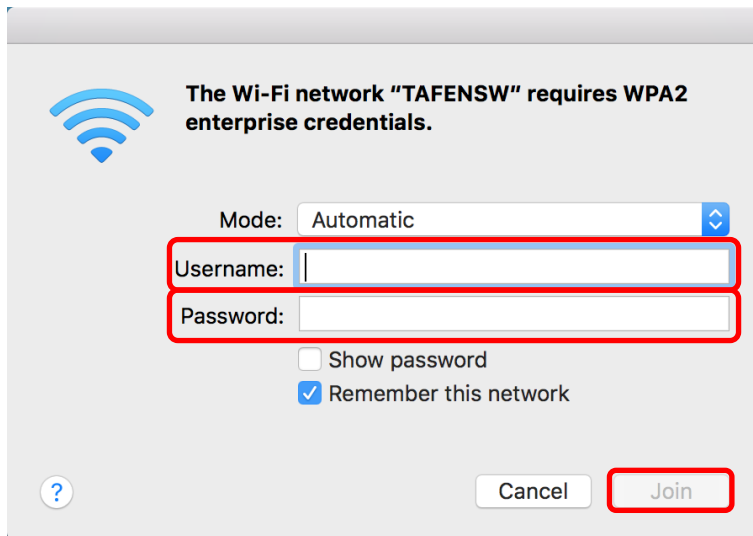 The Wi-Fi network “TAFENSW” requires WPA2
enterprise credentials.
Mode: Automatic
Username:
Password:
Show password
Remember this network
? Cancel Join